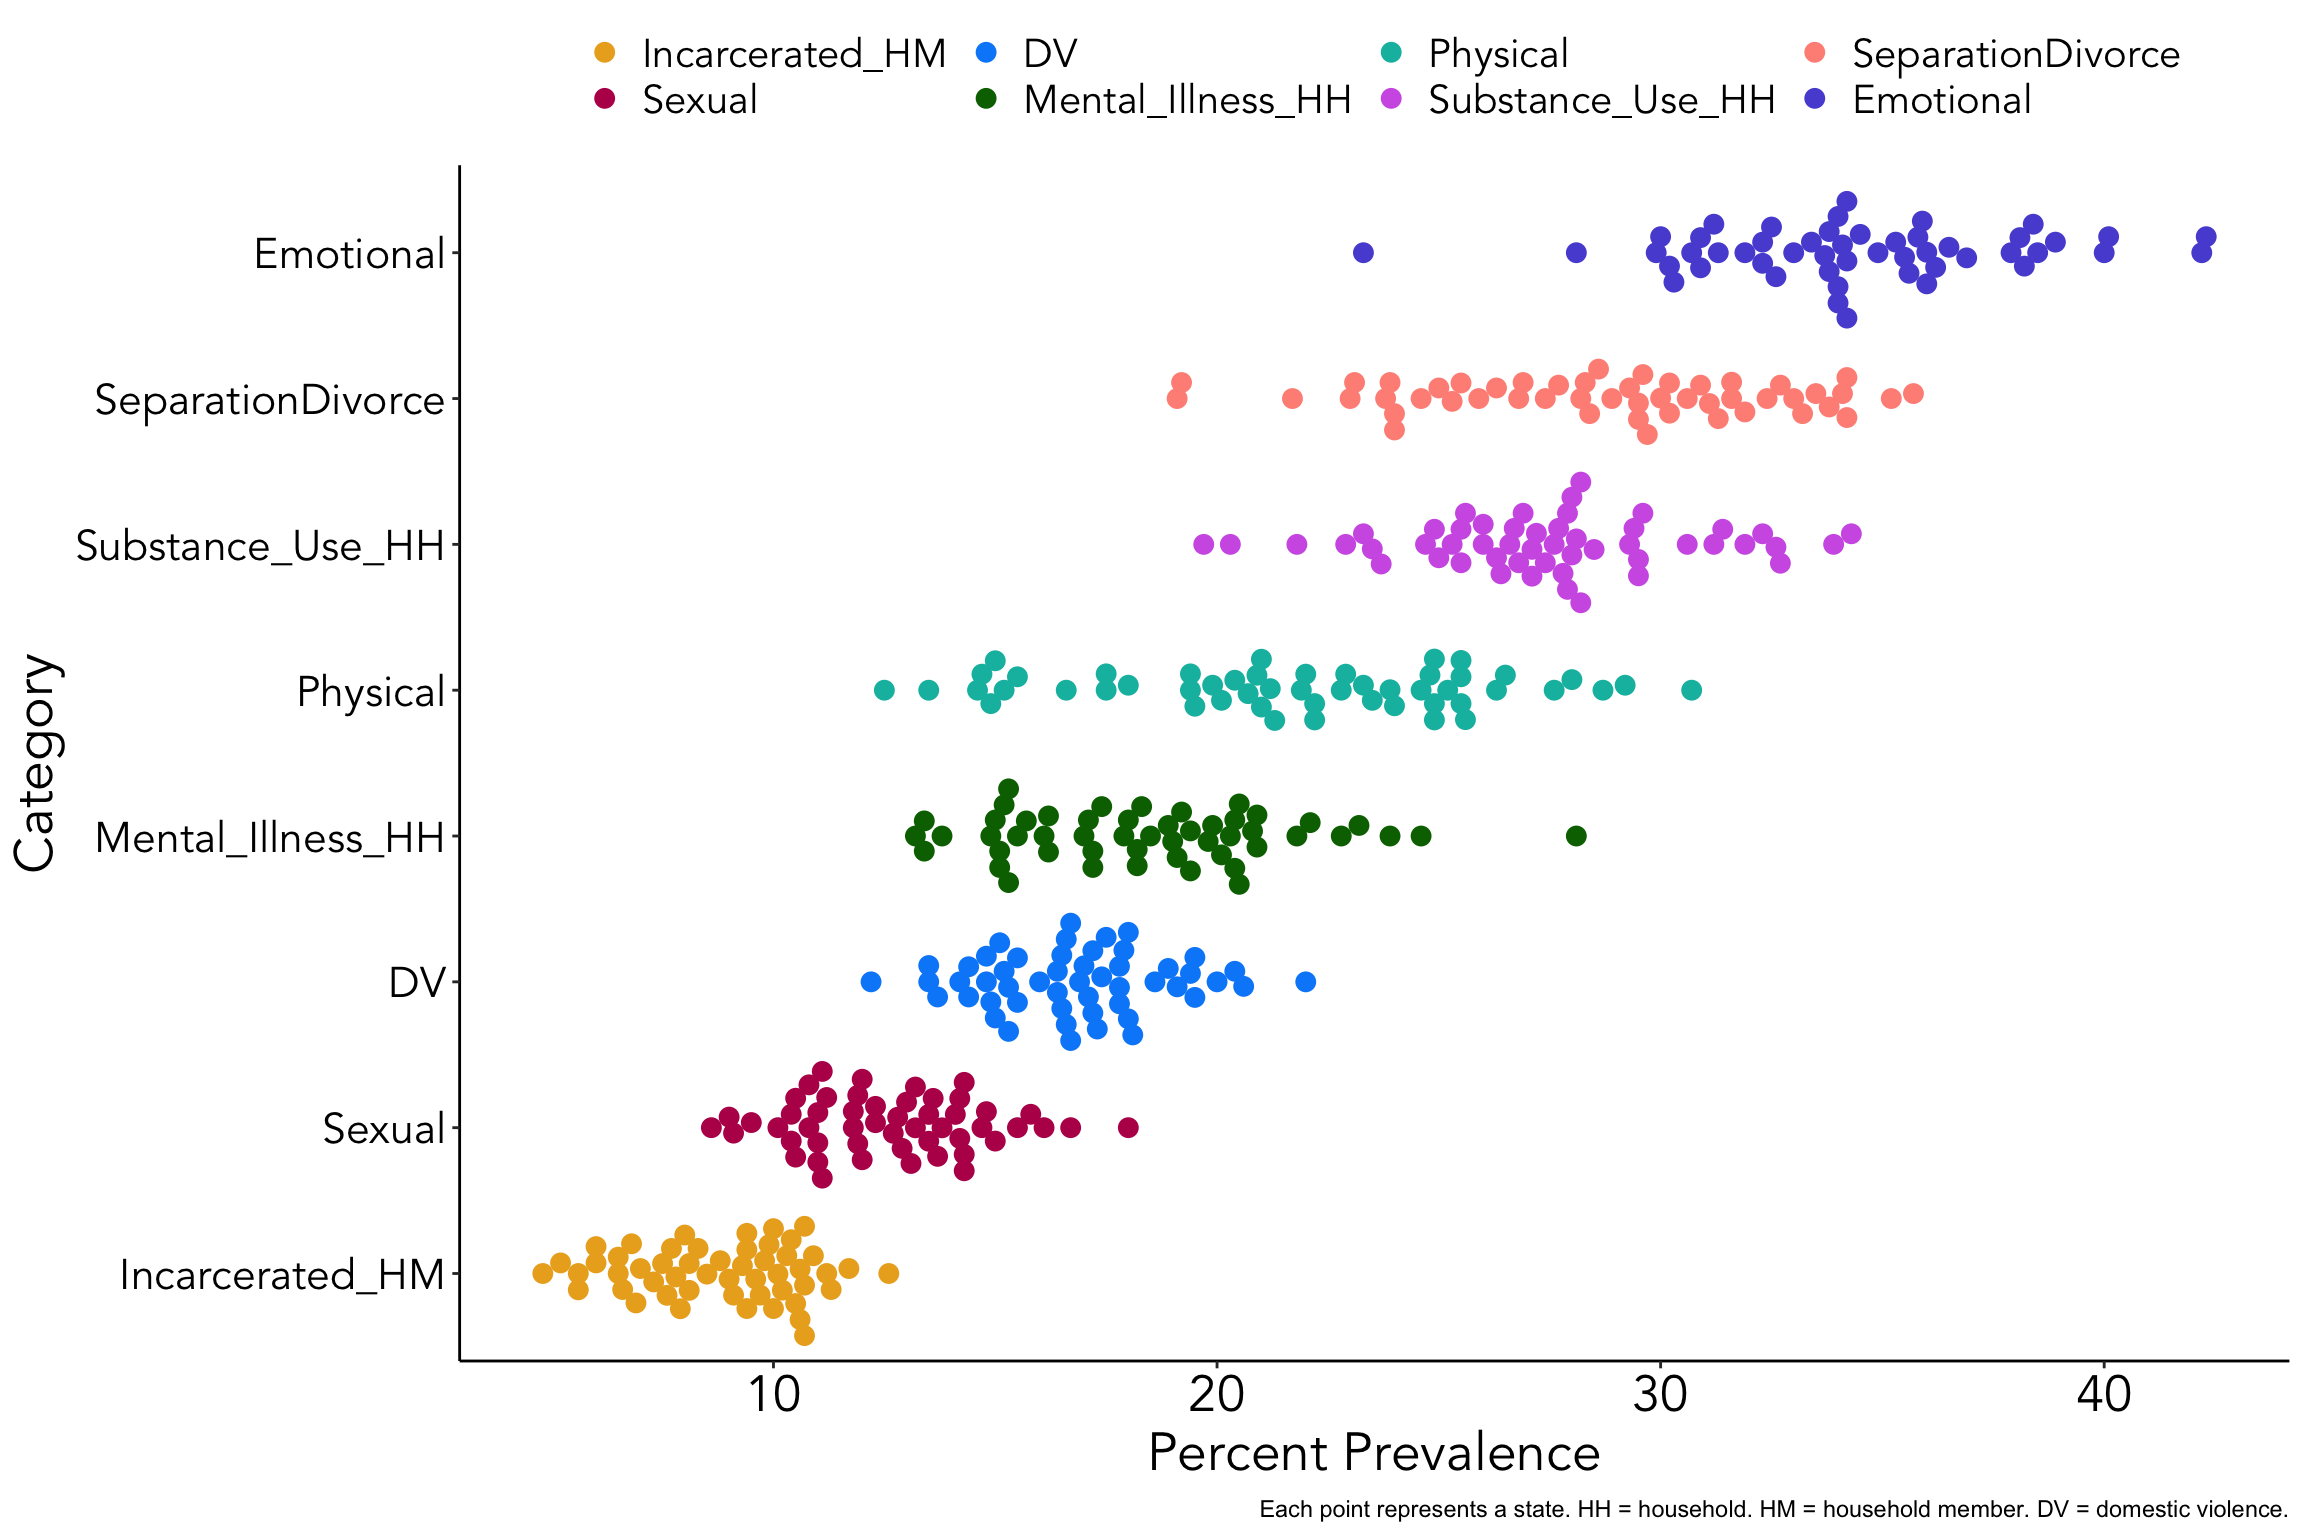 Incarcerated_HM DV Physical SeparationDivorce
Sexual Mental_Illness_HH Substance_Use_HH Emotional
Category
Emotional
SeparationDivorce
Substance_Use_HH
Physical
Mental_Illness_HH
DV
Sexual
Incarcerated_HM
10 20 30 40
Percent Prevalence
Each point represents a state. HH = household. HM = household member. DV = domestic violence.